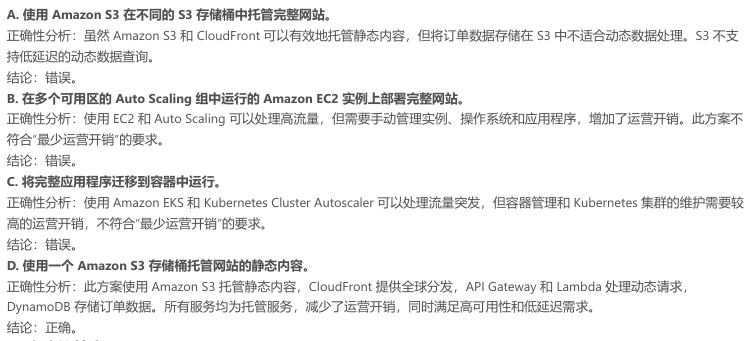 A. 使用 Amazon S3 在不同的 S3 存储桶中托管完整网站。
正确性分析：虽然 Amazon S3 和 CloudFront 可以有效地托管静态内容，但将订单数据存储在 S3 中不适合动态数据处理。S3 不支
持低延迟的动态数据查询。
结论：错误。
B. 在多个可用区的 Auto Scaling 组中运行的 Amazon EC2 实例上部署完整网站。
正确性分析：使用 EC2 和 Auto Scaling 可以处理高流量，但需要手动管理实例、操作系统和应用程序，增加了运营开销。此方案不
符合“最少运营开销”的要求。
结论：错误。
C. 将完整应用程序迁移到容器中运行。
正确性分析：使用 Amazon EKS 和 Kubernetes Cluster Autoscaler 可以处理流量突发，但容器管理和 Kubernetes 集群的维护需要较
高的运营开销，不符合“最少运营开销”的要求。
结论：错误。
D. 使用一个 Amazon S3 存储桶托管网站的静态内容。
正确性分析：此方案使用 Amazon S3 托管静态内容，CloudFront 提供全球分发，API Gateway 和 Lambda 处理动态请求，
DynamoDB 存储订单数据。所有服务均为托管服务，减少了运营开销，同时满足高可用性和低延迟需求。
结论：正确。